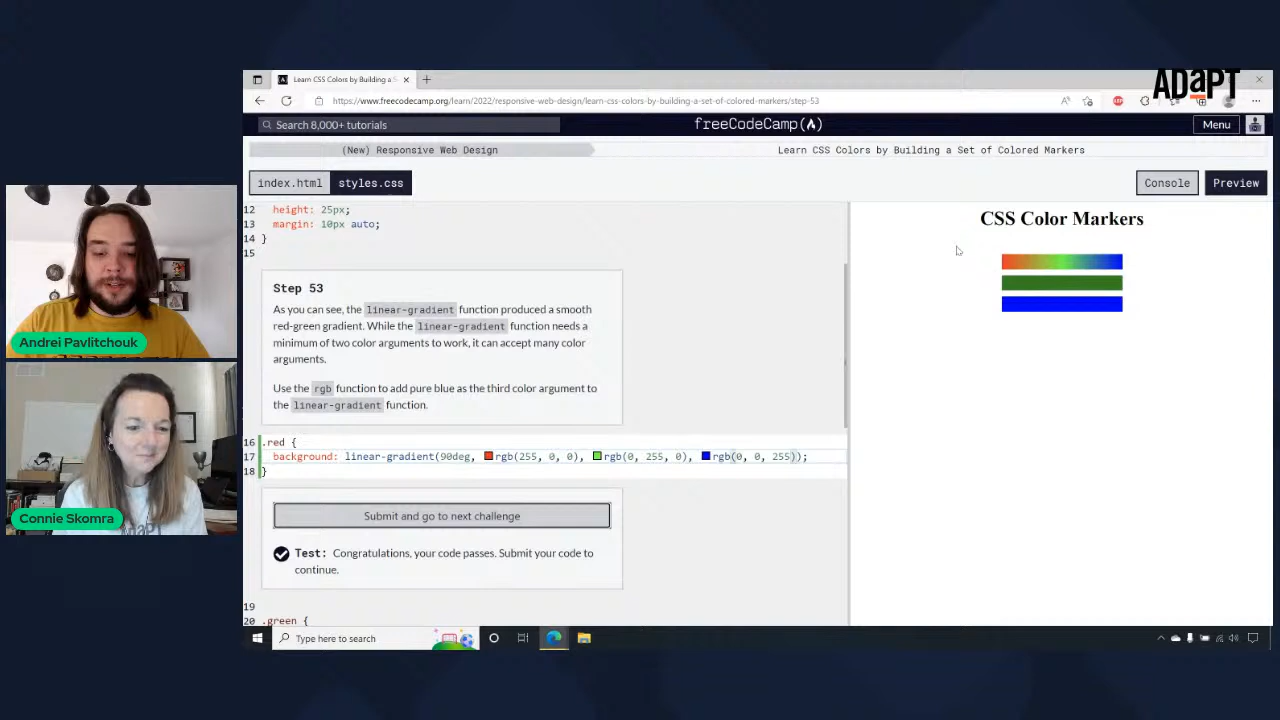 ADAPT
Learn CSS Colors by Building a S
https://www.freecodecamp.org/learn/2022/responsive-web-design/learn-css-colors-by-building-a-set-of-colored-markers/step-53
Search 8,000+ tutorials
freeCodeCamp
Menu
(New) Responsive Web Design
Learn CSS Colors by Building a Set of Colored Markers
index.html
styles.css
Console
Preview
12 height: 25px;
13 margin: 10px auto;
14 }
15
Step 53
As you can see, the linear-gradient function produced a smooth
red-green gradient. While the linear-gradient function needs a
minimum of two color arguments to work, it can accept many color
arguments.
Use the rgb function to add pure blue as the third color argument to
the linear-gradient function.
16 .red {
17 background: linear-gradient(90deg, rgb(255, 0, 0), rgb(0, 255, 0), rgb(0, 0, 255));
18 }
Submit and go to next challenge
Test: Congratulations, your code passes. Submit your code to
continue.
19
20 .green {
CSS Color Markers
Andrei Pavlitchouk
Connie Skomra
Type here to search